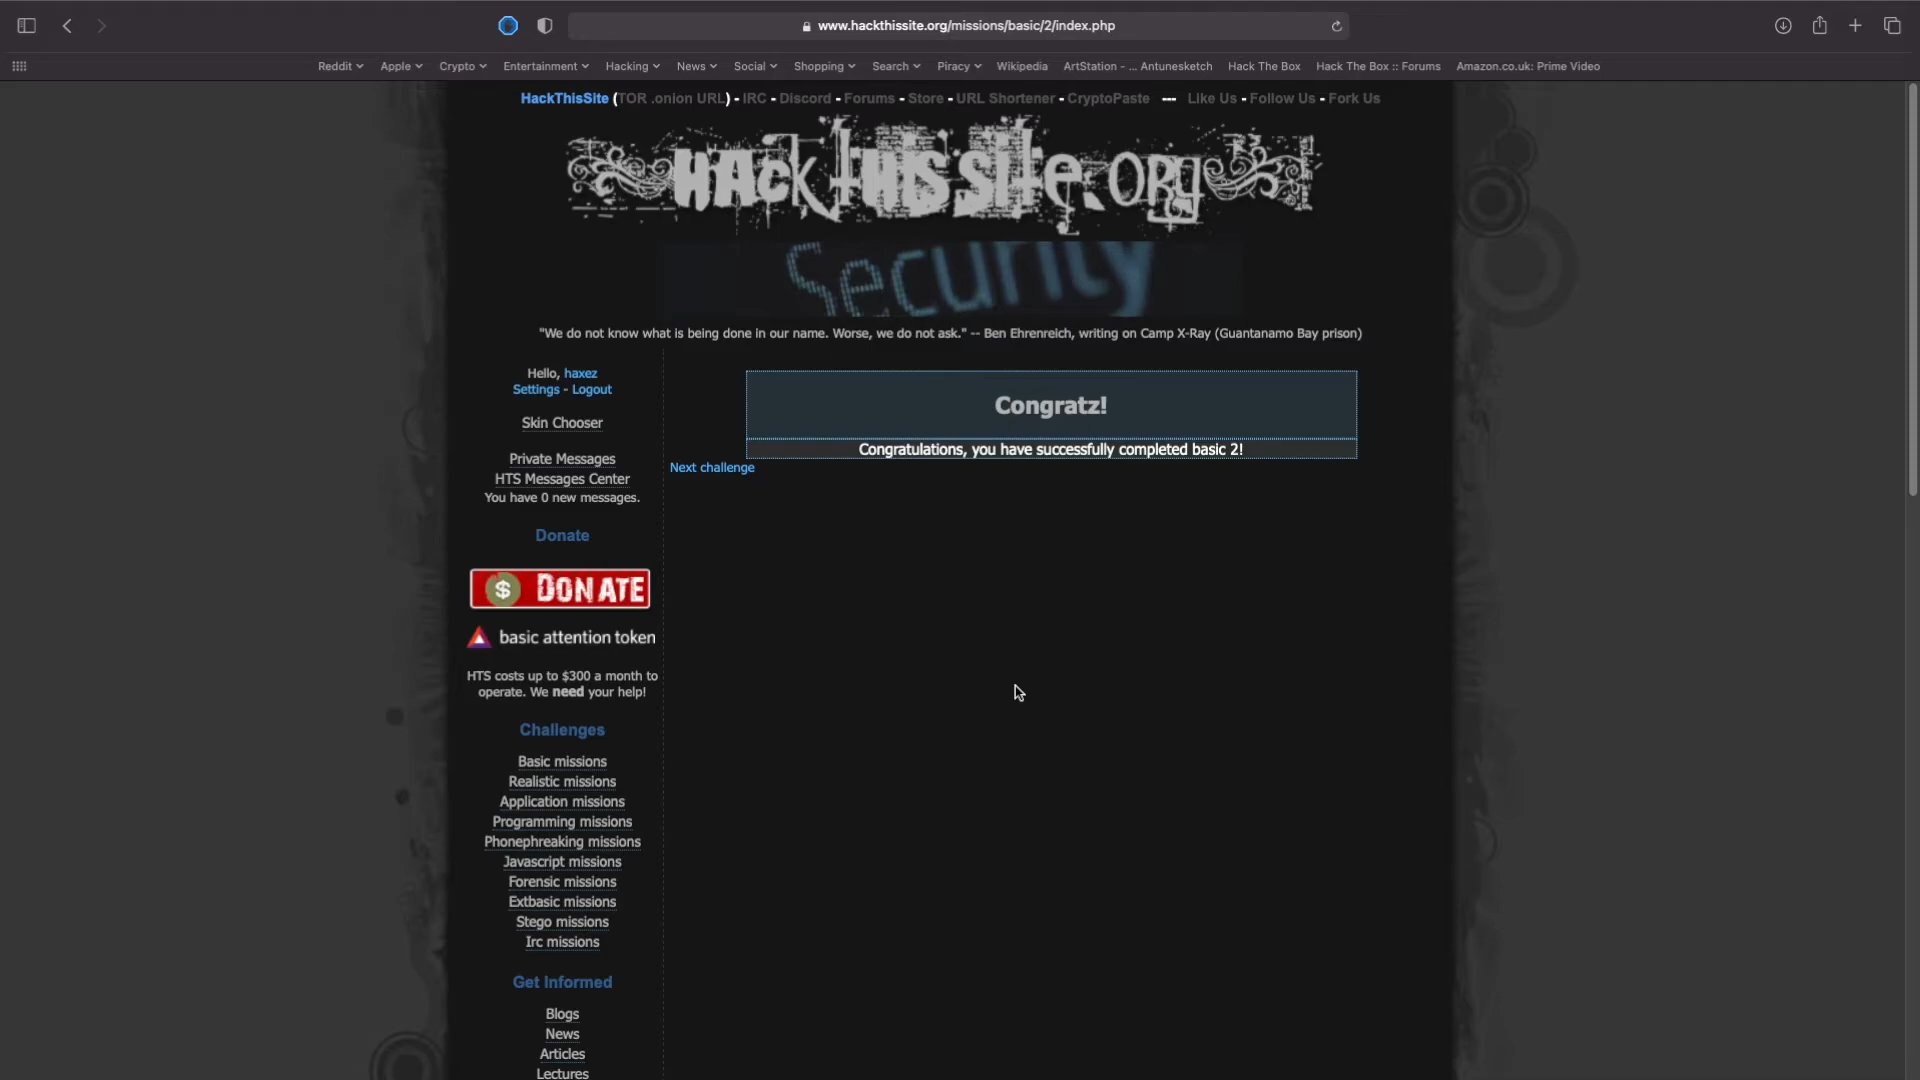 www.hackthissite.org/missions/basic/2/index.php
Reddit Apple Crypto Entertainment Hacking News Social Shopping Search Piracy Wikipedia ArtStation - ... Antunesketch Hack The Box Hack The Box :: Forums Amazon.co.uk: Prime Video
HackThisSite (TOR .onion URL) - IRC - Discord - Forums - Store - URL Shortener - CryptoPaste --- Like Us - Follow Us - Fork Us
HAck tHIS SitE.ORg
Security
"We do not know what is being done in our name. Worse, we do not ask." -- Ben Ehrenreich, writing on Camp X-Ray (Guantanamo Bay prison)
Hello, haxez
Settings - Logout
Skin Chooser
Private Messages
HTS Messages Center
You have 0 new messages.
Donate
$ DONATE
basic attention token
HTS costs up to $300 a month to
operate. We need your help!
Challenges
Basic missions
Realistic missions
Application missions
Programming missions
Phonephreaking missions
Javascript missions
Forensic missions
Extbasic missions
Stego missions
Irc missions
Get Informed
Blogs
News
Articles
Lectures
Congratz!
Congratulations, you have successfully completed basic 2!
Next challenge